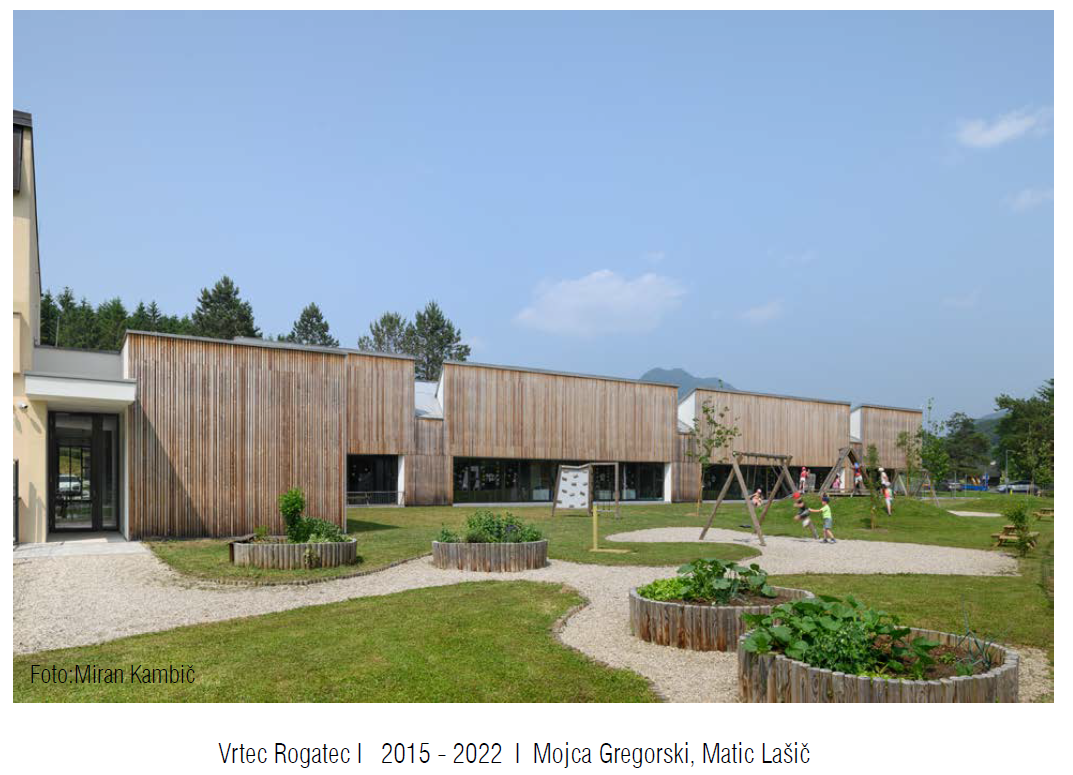 Foto:Miran Kambič
Vrtec Rogatec I 2015 - 2022 I Mojca Gregorski, Matic Lašič